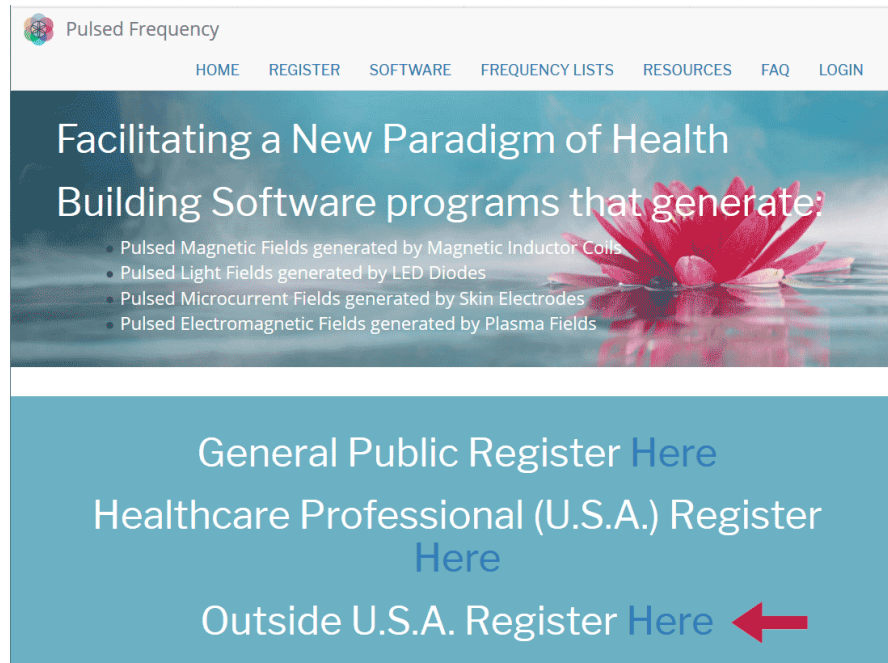 Pulsed Frequency
HOME REGISTER SOFTWARE FREQUENCY LISTS RESOURCES FAQ LOGIN
Facilitating a New Paradigm of Health
Building Software programs that generate:
Pulsed Magnetic Fields generated by Magnetic Inductor Coils
Pulsed Light Fields generated by LED Diodes
Pulsed Microcurrent Fields generated by Skin Electrodes
Pulsed Electromagnetic Fields generated by Plasma Fields
General Public Register Here
Healthcare Professional (U.S.A.) Register
Here
Outside U.S.A. Register Here